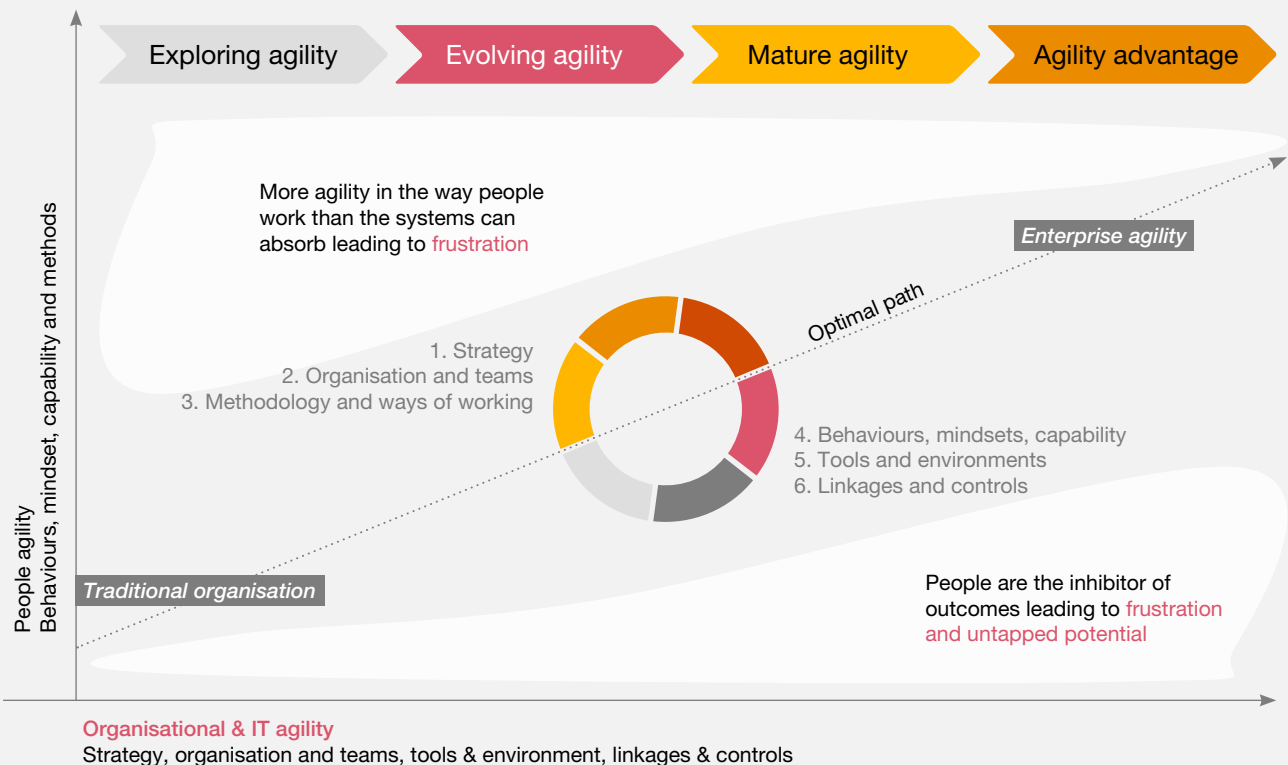 Exploring agility
Evolving agility
Mature agility
Agility advantage
More agility in the way people
work than the systems can
absorb leading to frustration
Enterprise agility
Optimal path
1. Strategy
2. Organisation and teams
3. Methodology and ways of working
4. Behaviours, mindsets, capability
5. Tools and environments
6. Linkages and controls
Traditional organisation
People are the inhibitor of
outcomes leading to frustration
and untapped potential
People agility
Behaviours, mindset, capability and methods
Organisational & IT agility
Strategy, organisation and teams, tools & environment, linkages & controls